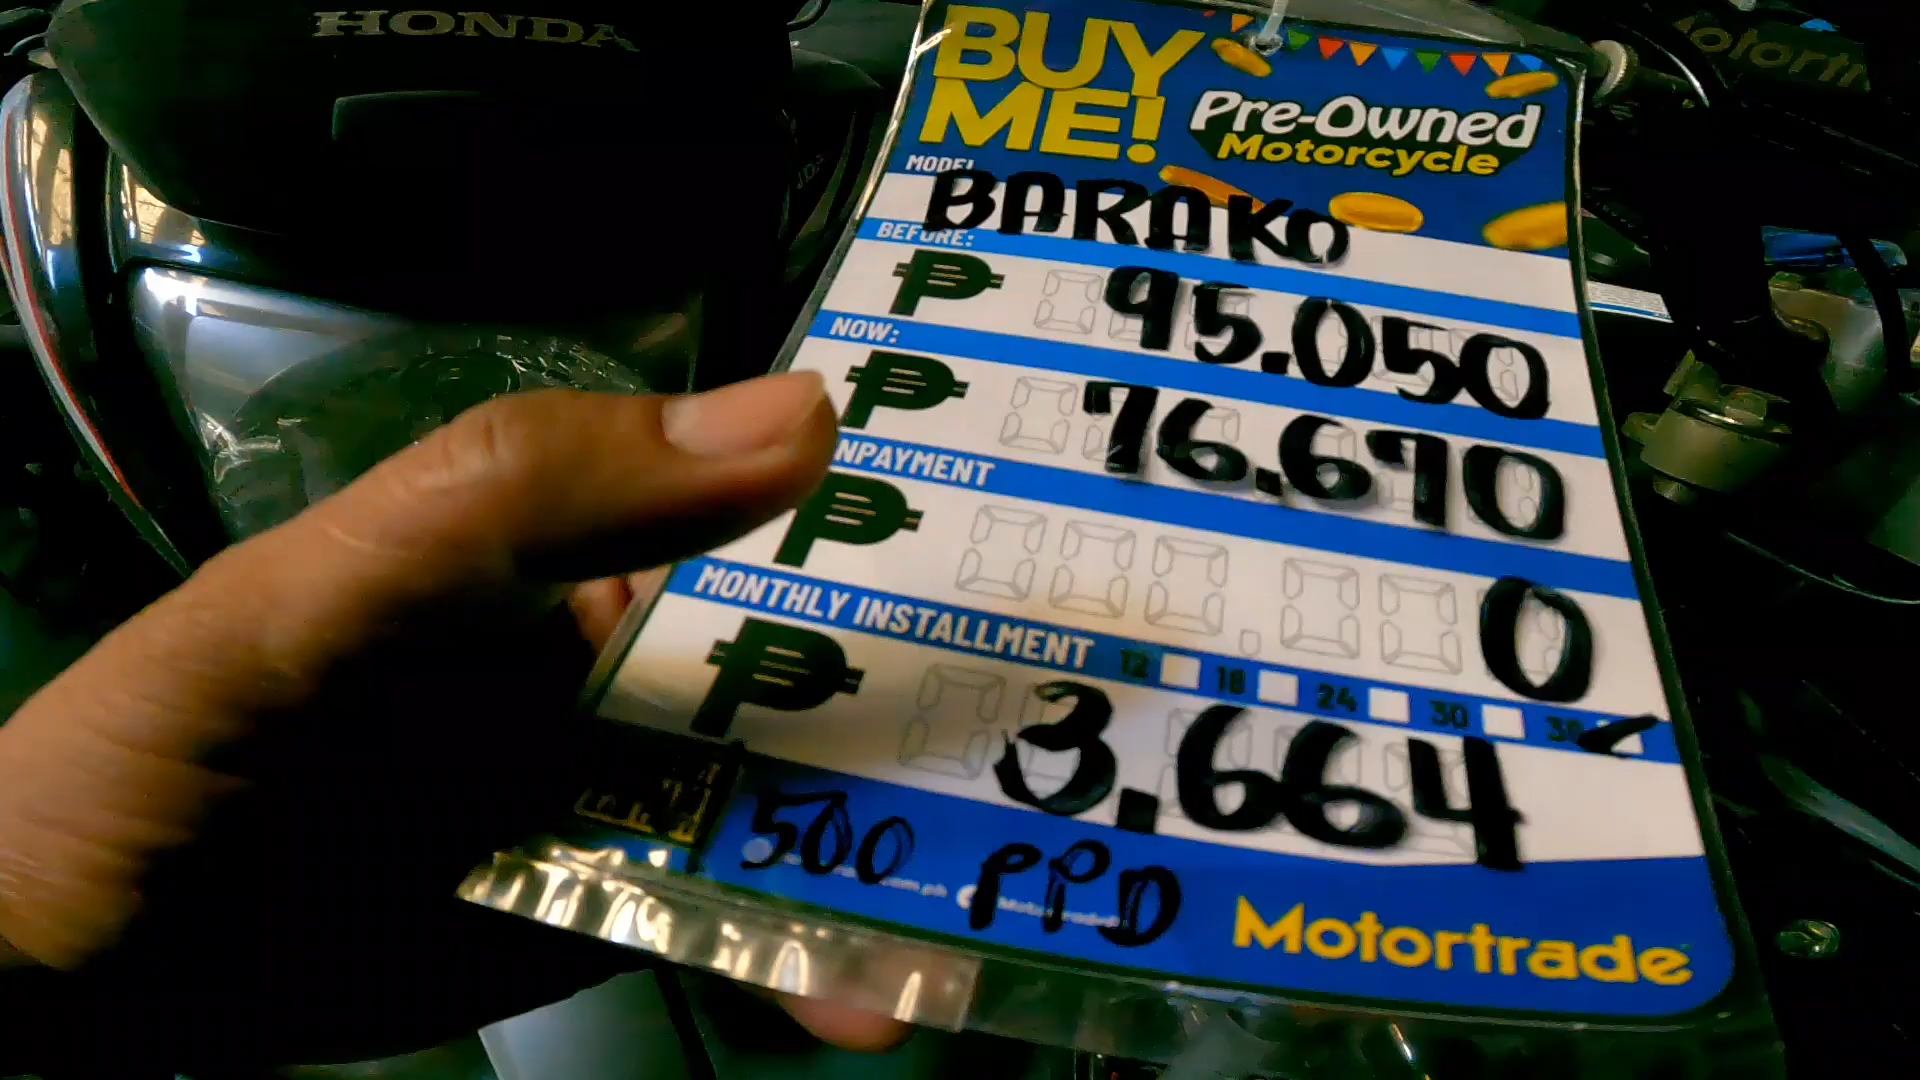 HONDA
BUY
ME!
Pre-Owned
Motorcycle
MODEL
BARAKO
BEFORE:
₱ 95.050
NOW:
₱ 76.670
NPAYMENT
₱ 0
MONTHLY INSTALLMENT 12 18 24 30
₱ 3,664
500 PPD
Motortrade